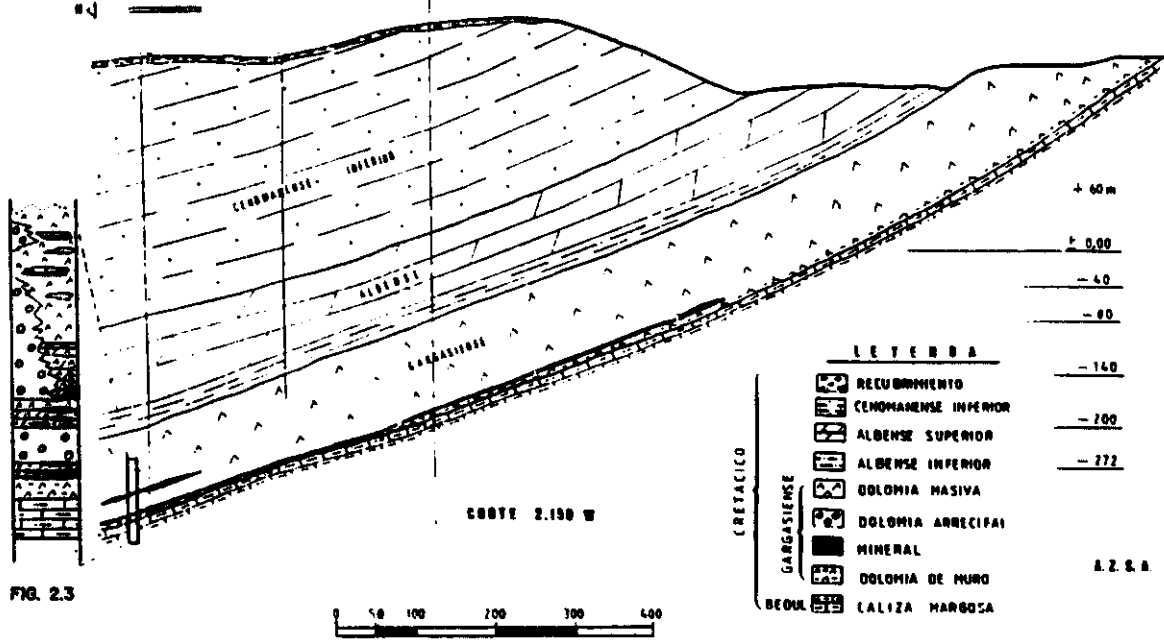 CENOMANENSE - INFERIOR
ALBENSE
GARGASIENSE
+ 60 m
± 0,00
- 40
- 80
- 140
- 200
- 272
LEYENDA
RECUBRIMIENTO
CENOMANENSE INFERIOR
ALBENSE SUPERIOR
ALBENSE INFERIOR
DOLOMIA MASIVA
DOLOMIA ARRECIFAL
MINERAL
DOLOMIA DE MURO
CALIZA MARGOSA
CRETACICO
GARGASIENSE
BEDUL
CORTE 2.150 W
A.Z.S.A.
FIG. 2.3
0 50 100 200 300 400